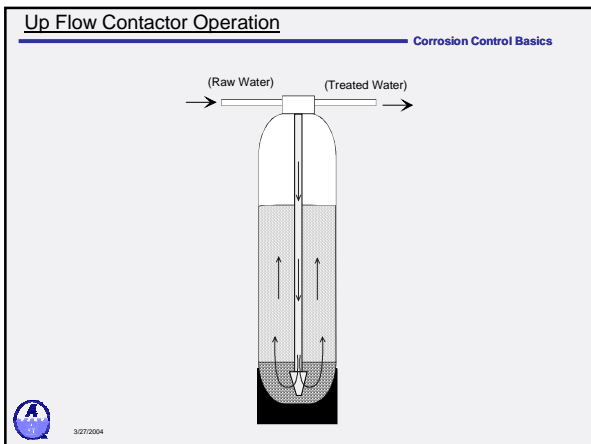 Up Flow Contactor Operation
Corrosion Control Basics
(Raw Water) (Treated Water)
3/27/2004